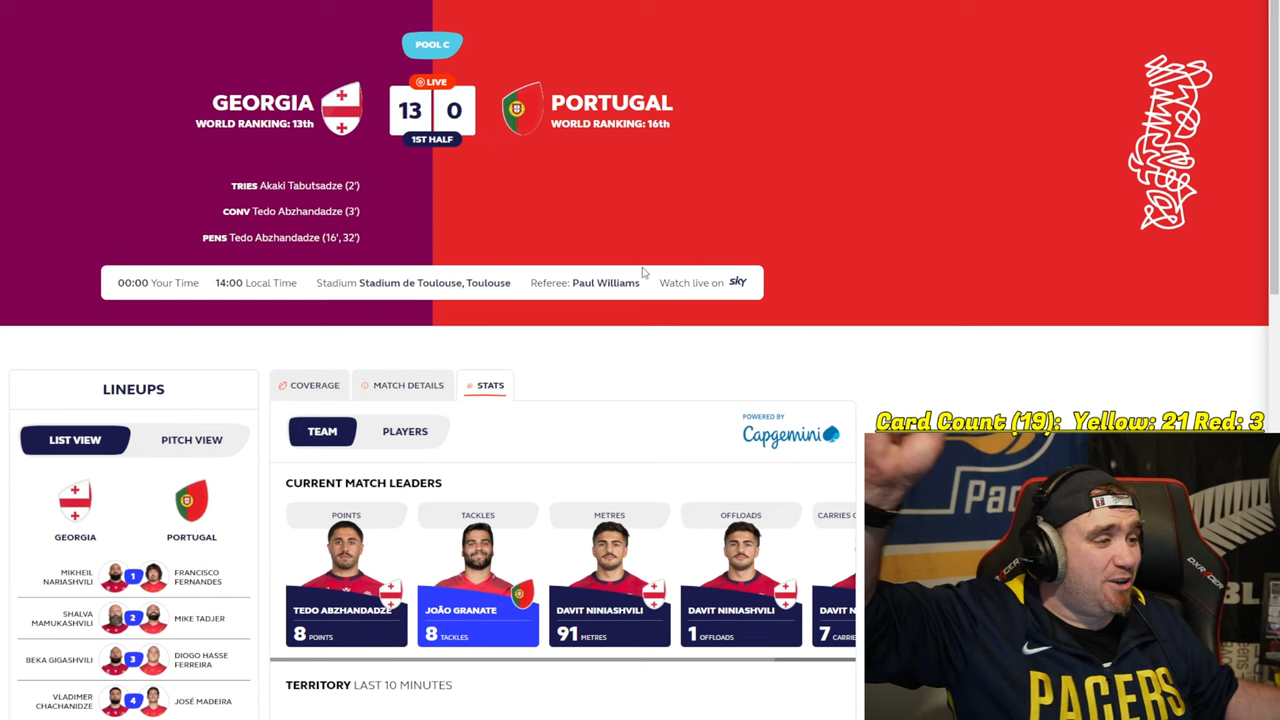 POOL C
LIVE
GEORGIA
WORLD RANKING: 13th
13 0
1ST HALF
PORTUGAL
WORLD RANKING: 16th
TRIES Akaki Tabutsadze (2')
CONV Tedo Abzhandadze (3')
PENS Tedo Abzhandadze (16', 32')
00:00 Your Time 14:00 Local Time Stadium Stadium de Toulouse, Toulouse Referee: Paul Williams Watch live on sky
LINEUPS
LIST VIEW PITCH VIEW
GEORGIA PORTUGAL
MIKHEIL NARIASHVILI 1 FRANCISCO FERNANDES
SHALVA MAMUKASHVILI 2 MIKE TADJER
BEKA GIGASHVILI 3 DIOGO HASSE FERREIRA
VLADIMER CHACHANIDZE 4 JOSÉ MADEIRA
COVERAGE MATCH DETAILS STATS
TEAM PLAYERS
POWERED BY
Capgemini
CURRENT MATCH LEADERS
POINTS TACKLES METRES OFFLOADS CARRIES
TEDO ABZHANDADZE
8 POINTS
JOÃO GRANATE
8 TACKLES
DAVIT NINIASHVILI
91 METRES
DAVIT NINIASHVILI
1 OFFLOADS
DAVIT N
7 CARRIE
TERRITORY LAST 10 MINUTES
Card Count (19): Yellow: 21 Red: 3
Pac
DXRACER
BL
PACERS